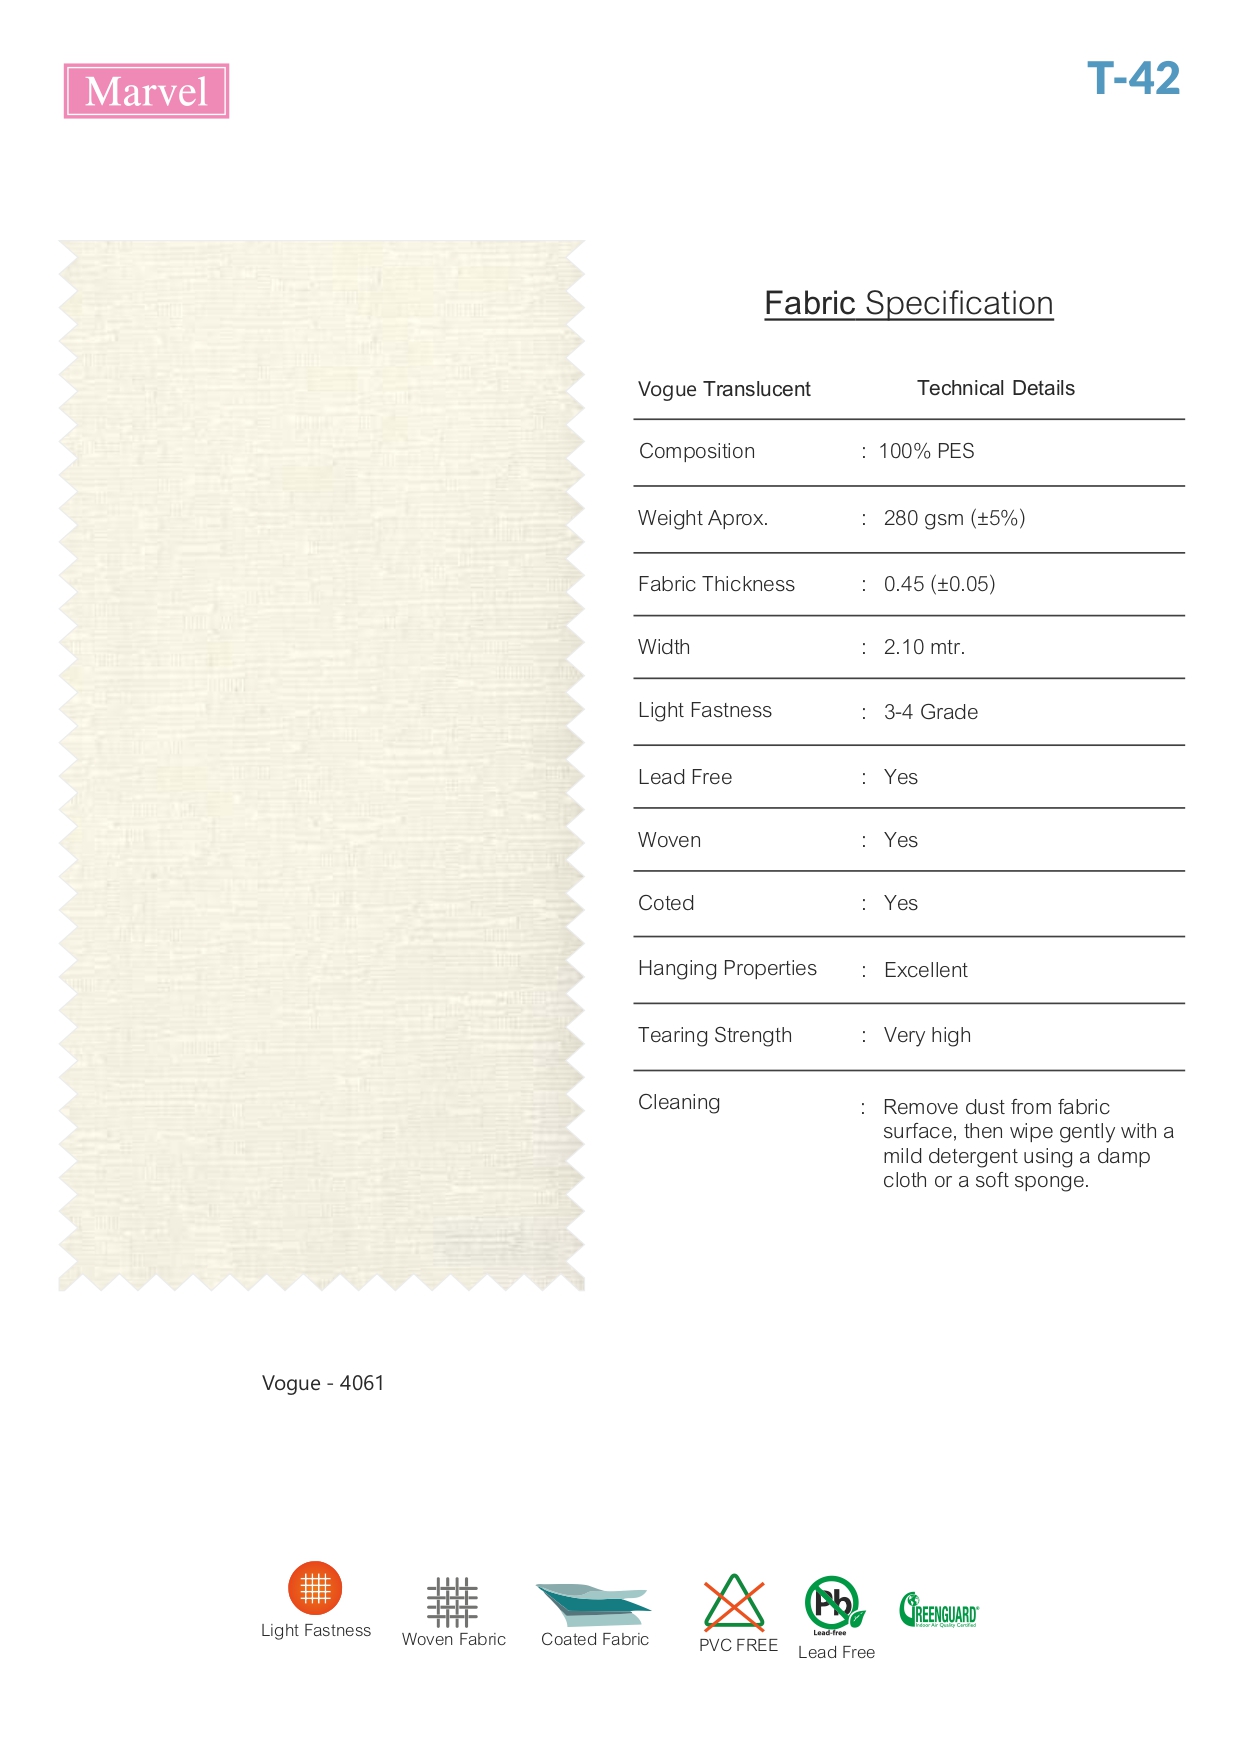 Marvel
T-42
Fabric Specification
Vogue Translucent Technical Details
Composition : 100% PES
Weight Aprox. : 280 gsm (±5%)
Fabric Thickness : 0.45 (±0.05)
Width : 2.10 mtr.
Light Fastness : 3-4 Grade
Lead Free : Yes
Woven : Yes
Coted : Yes
Hanging Properties : Excellent
Tearing Strength : Very high
Cleaning : Remove dust from fabric
surface, then wipe gently with a
mild detergent using a damp
cloth or a soft sponge.
Vogue - 4061
Light Fastness
Woven Fabric
Coated Fabric
PVC FREE
Pb
Lead-free
Lead Free
GREENGUARD®
Indoor Air Quality Certified